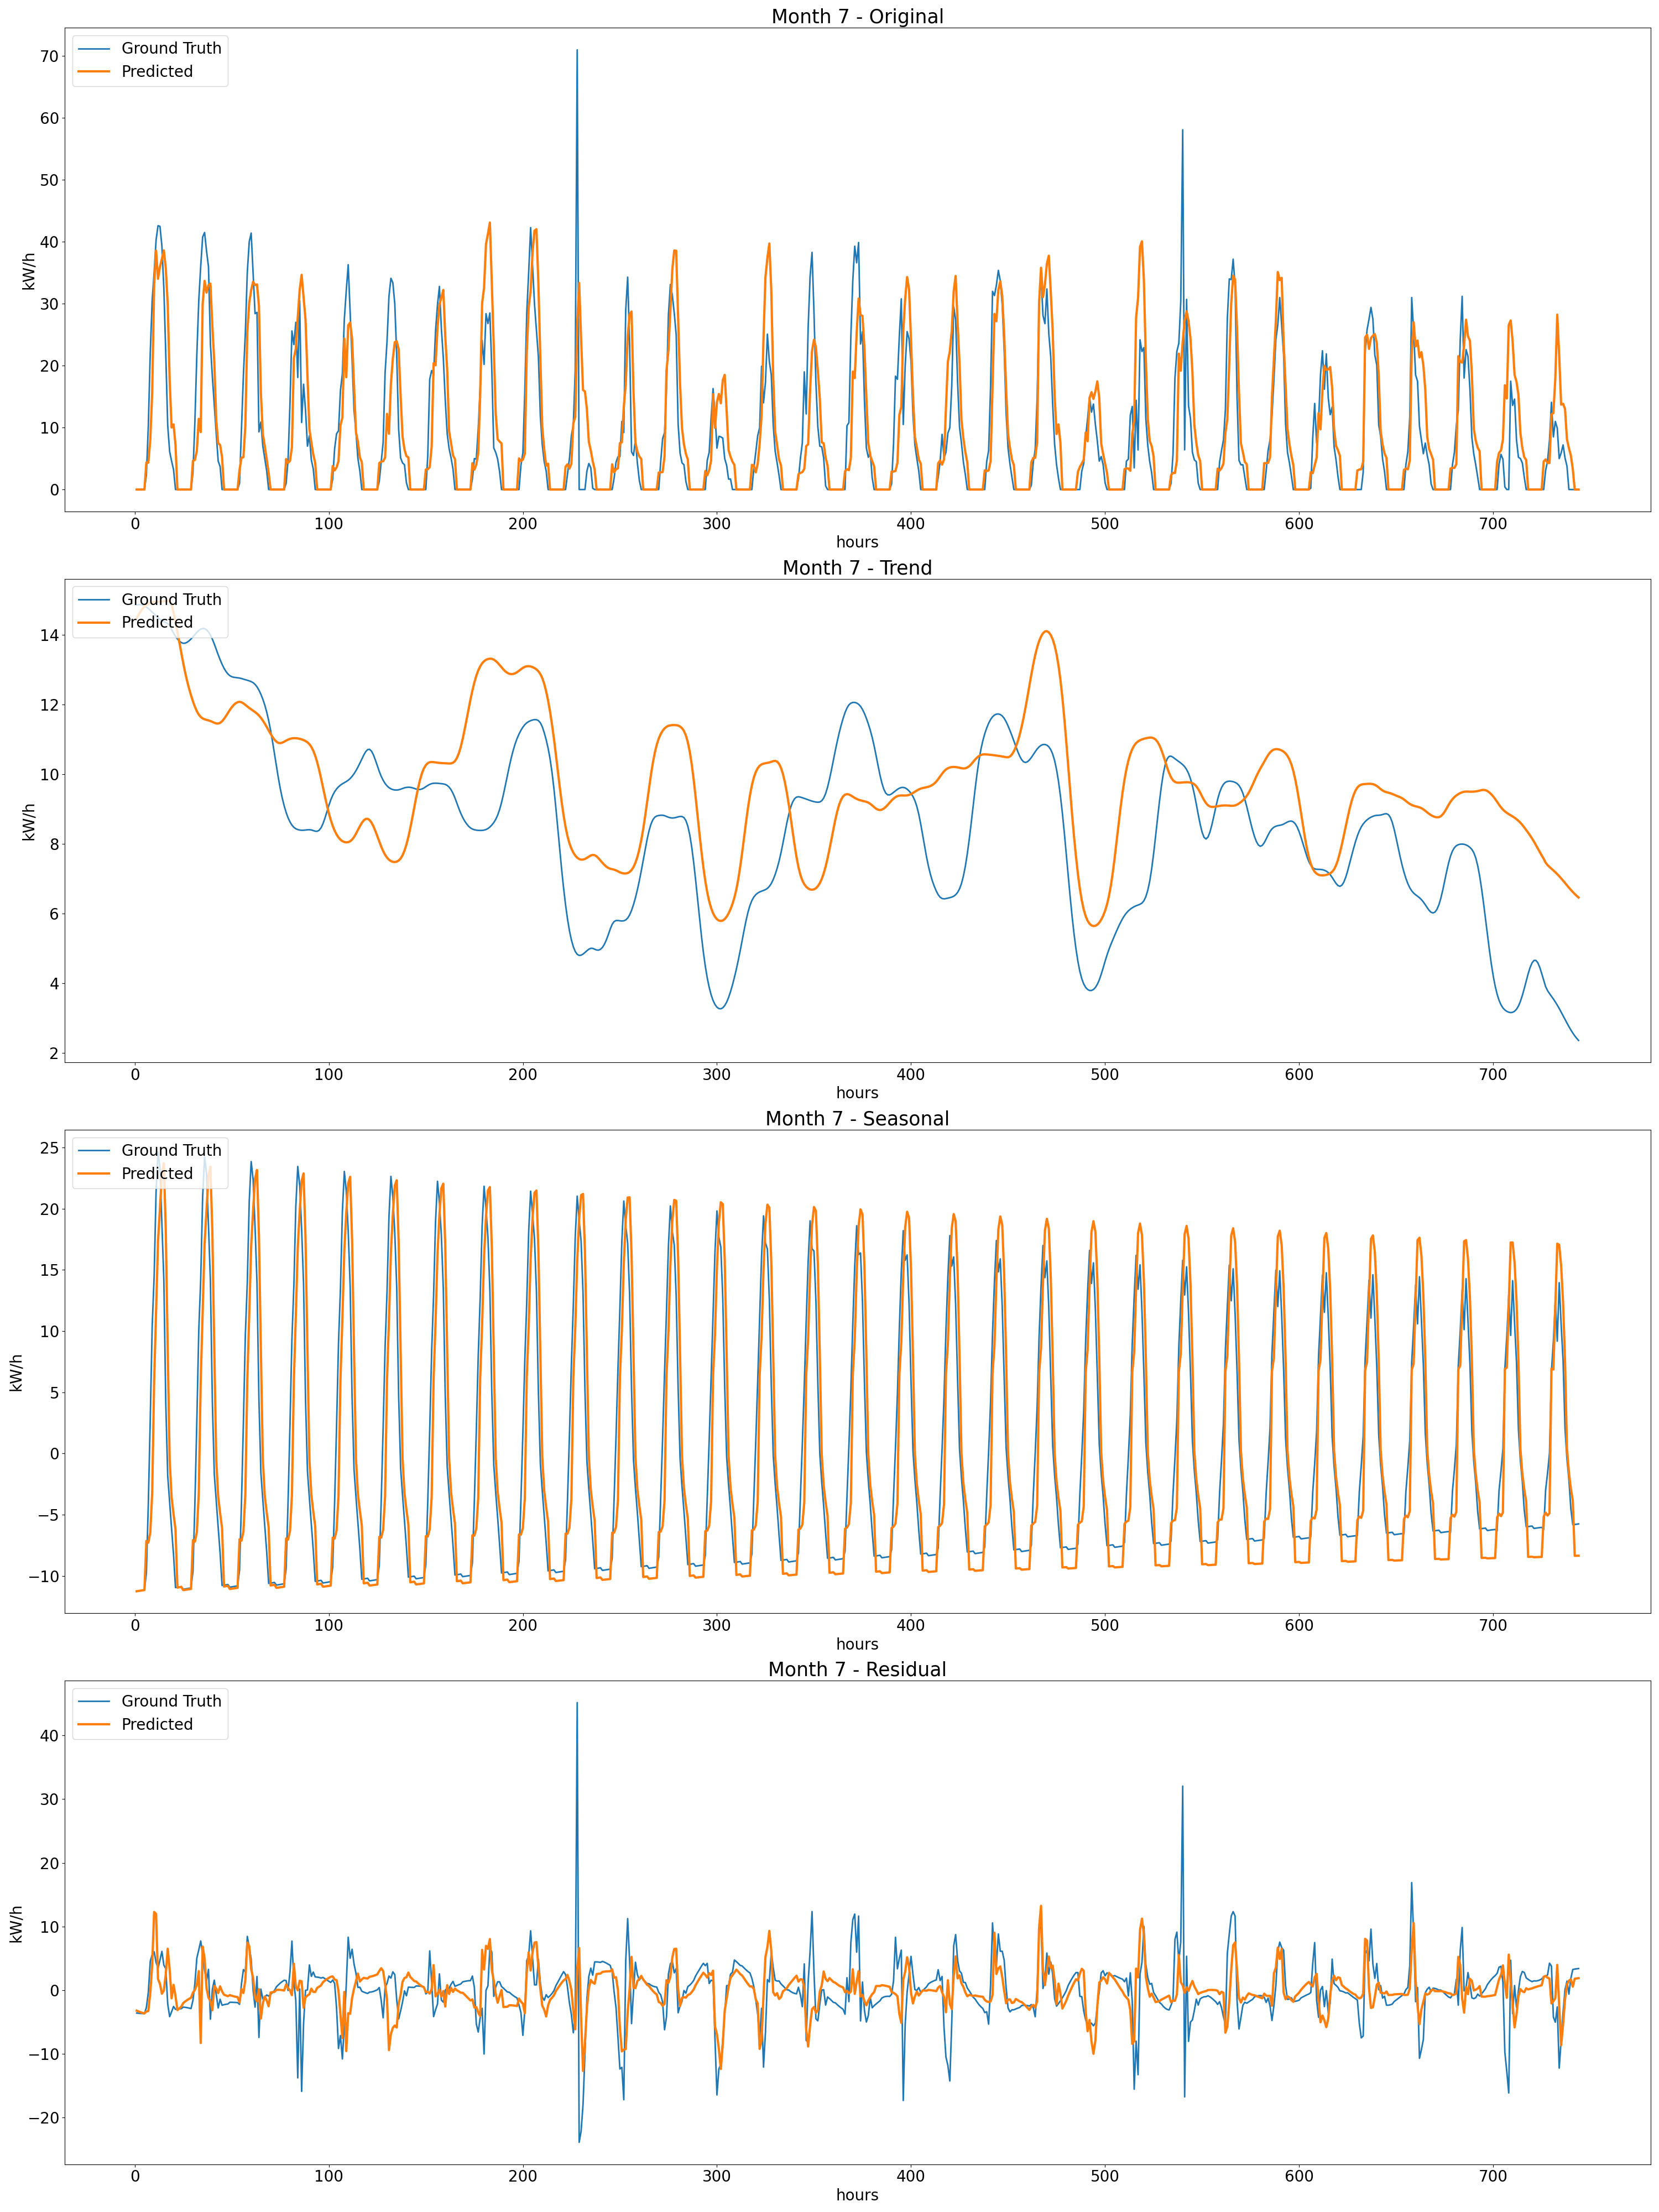 Month 7 - Original
Ground Truth
Predicted
70
60
50
40
30
20
10
0
kW/h
0 100 200 300 400 500 600 700
hours
Month 7 - Trend
Ground Truth
Predicted
14
12
10
8
6
4
2
kW/h
0 100 200 300 400 500 600 700
hours
Month 7 - Seasonal
Ground Truth
Predicted
25
20
15
10
5
0
−5
−10
kW/h
0 100 200 300 400 500 600 700
hours
Month 7 - Residual
Ground Truth
Predicted
40
30
20
10
0
−10
−20
kW/h
0 100 200 300 400 500 600 700
hours